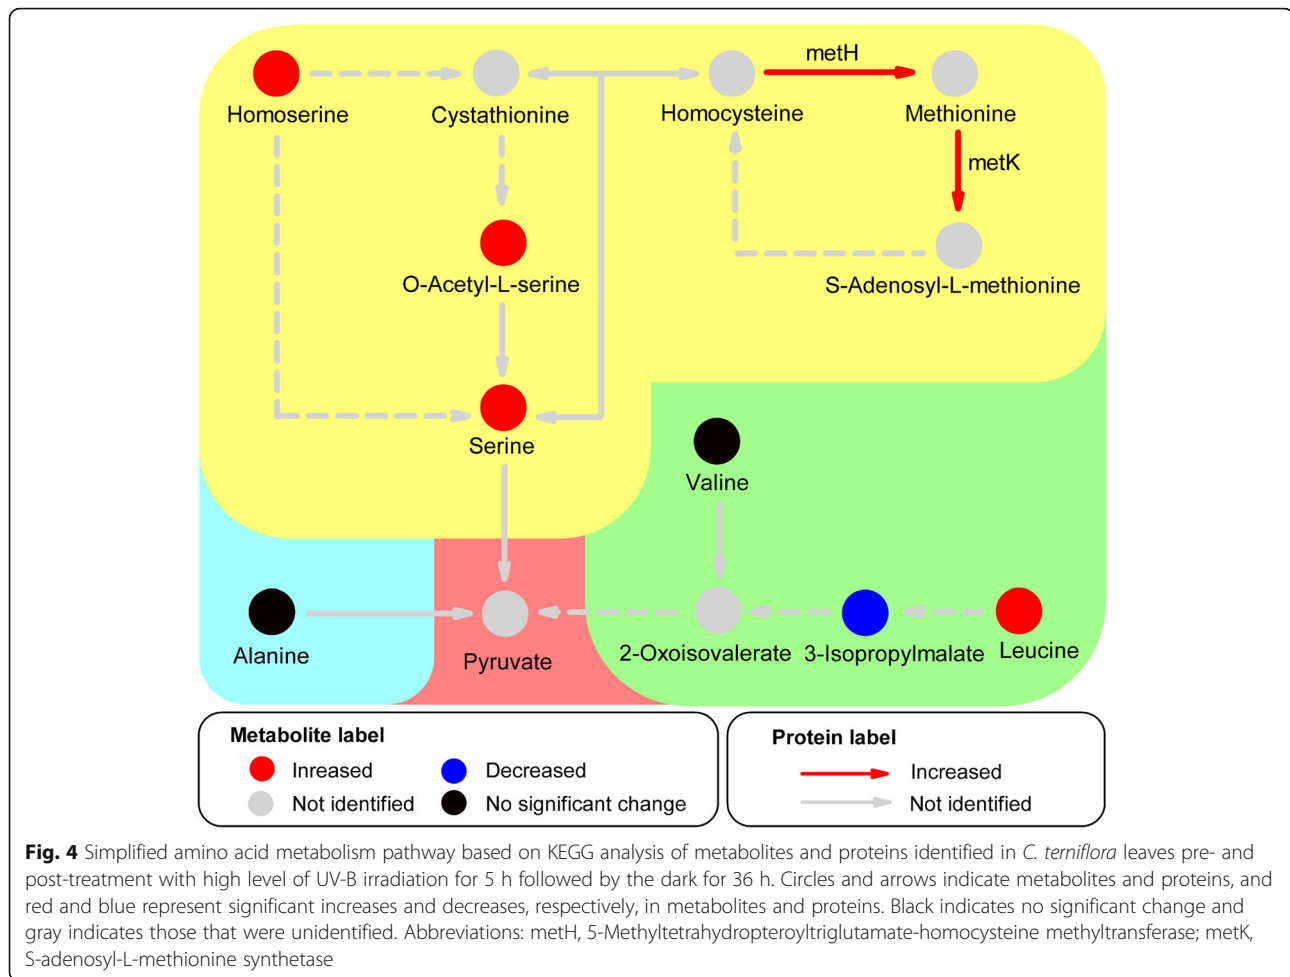 metH
Homoserine
Cystathionine
Homocysteine
Methionine
metK
O-Acetyl-L-serine
S-Adenosyl-L-methionine
Serine
Valine
Alanine
Pyruvate
2-Oxoisovalerate
3-Isopropylmalate
Leucine
Metabolite label
Inreased
Decreased
Not identified
No significant change
Protein label
Increased
Not identified
Fig. 4 Simplified amino acid metabolism pathway based on KEGG analysis of metabolites and proteins identified in C. terniflora leaves pre- and
post-treatment with high level of UV-B irradiation for 5 h followed by the dark for 36 h. Circles and arrows indicate metabolites and proteins, and
red and blue represent significant increases and decreases, respectively, in metabolites and proteins. Black indicates no significant change and
gray indicates those that were unidentified. Abbreviations: metH, 5-Methyltetrahydropteroyltriglutamate-homocysteine methyltransferase; metK,
S-adenosyl-L-methionine synthetase